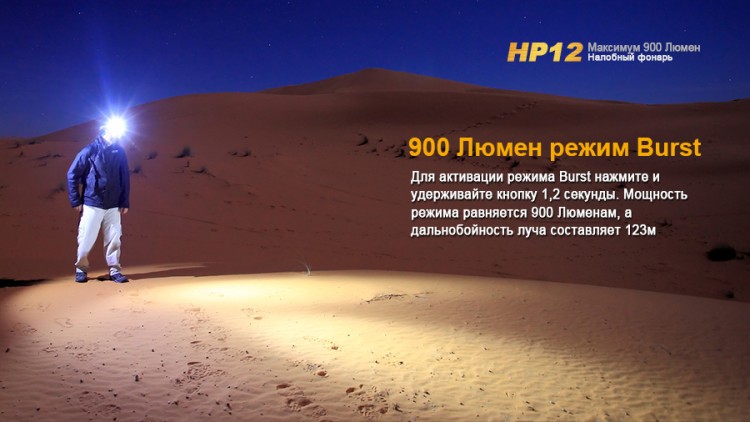 HP12 Максимум 900 Люмен
Налобный фонарь
900 Люмен режим Burst
Для активации режима Burst нажмите и
удерживайте кнопку 1,2 секунды. Мощность
режима равняется 900 Люменам, а
дальнобойность луча составляет 123м